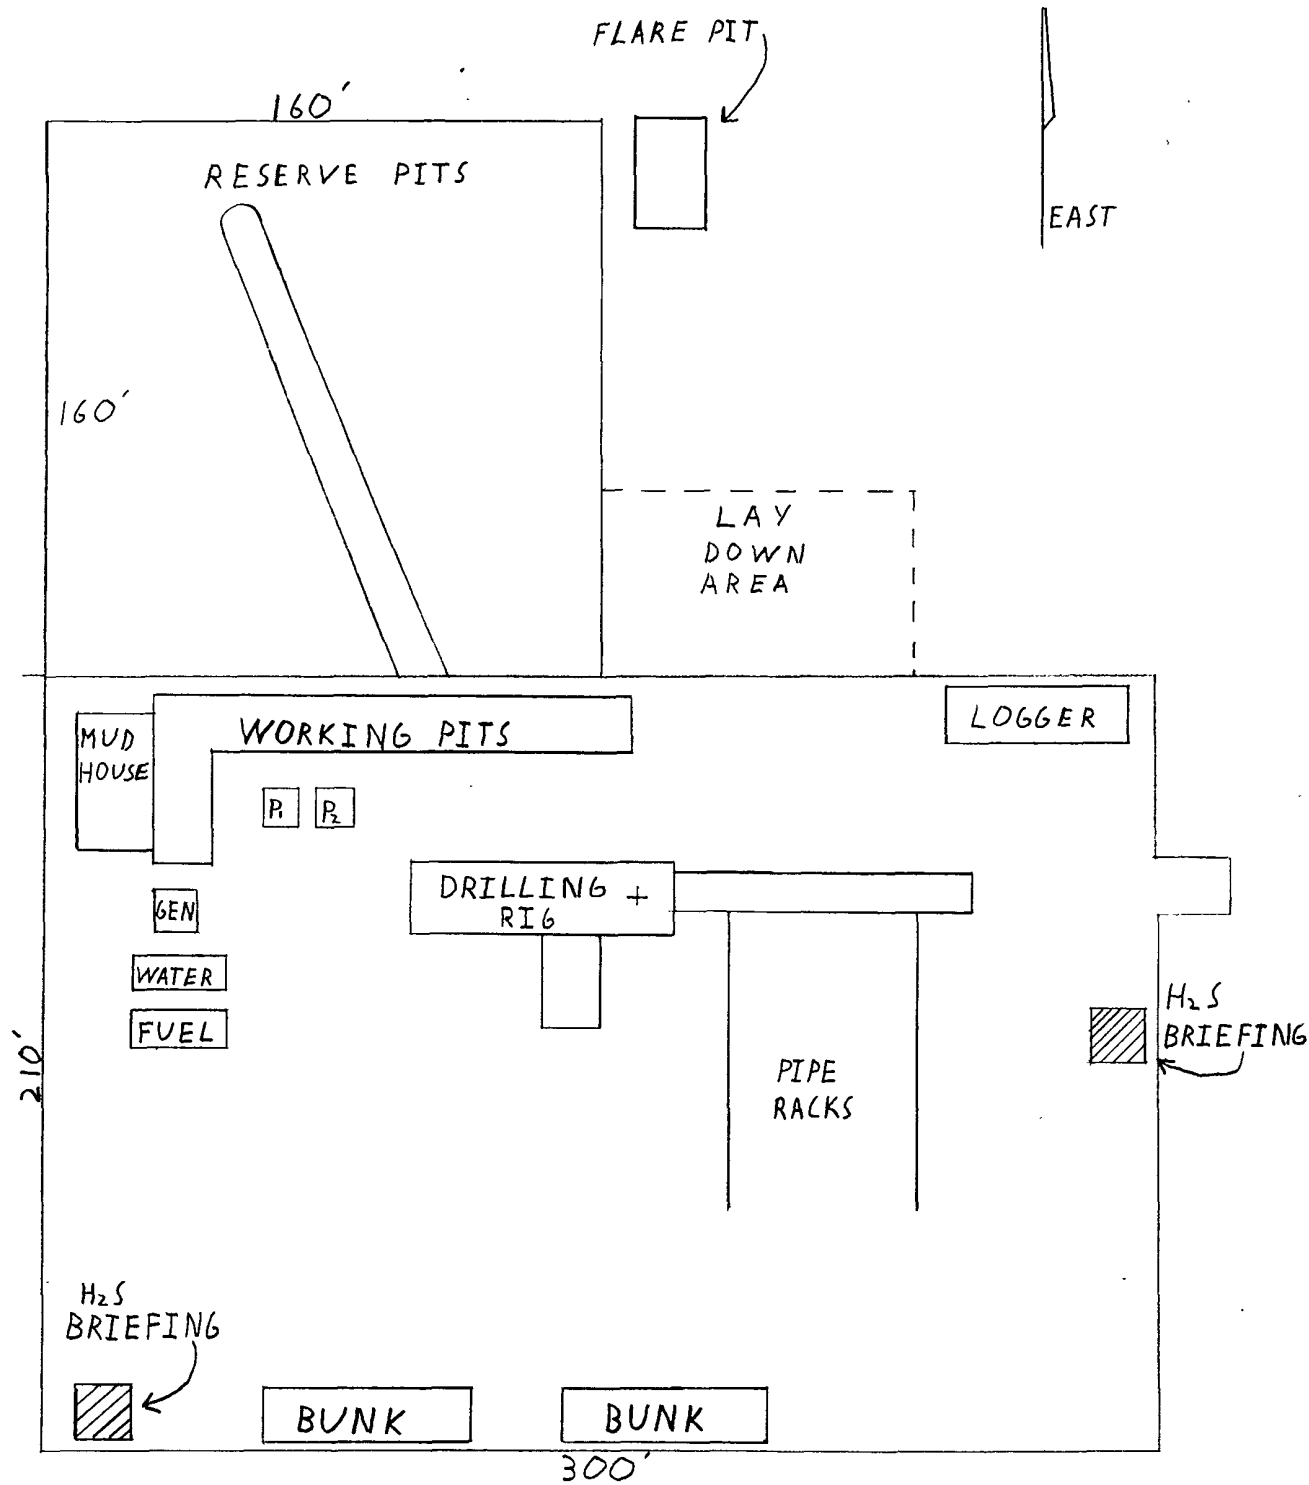 FLARE PIT
160'
RESERVE PITS
EAST
160'
LAY
DOWN
AREA
MUD
HOUSE
WORKING PITS
LOGGER
P1
P2
GEN
DRILLING
RIG
WATER
FUEL
H2S
BRIEFING
210'
PIPE
RACKS
H2S
BRIEFING
BUNK
BUNK
300'